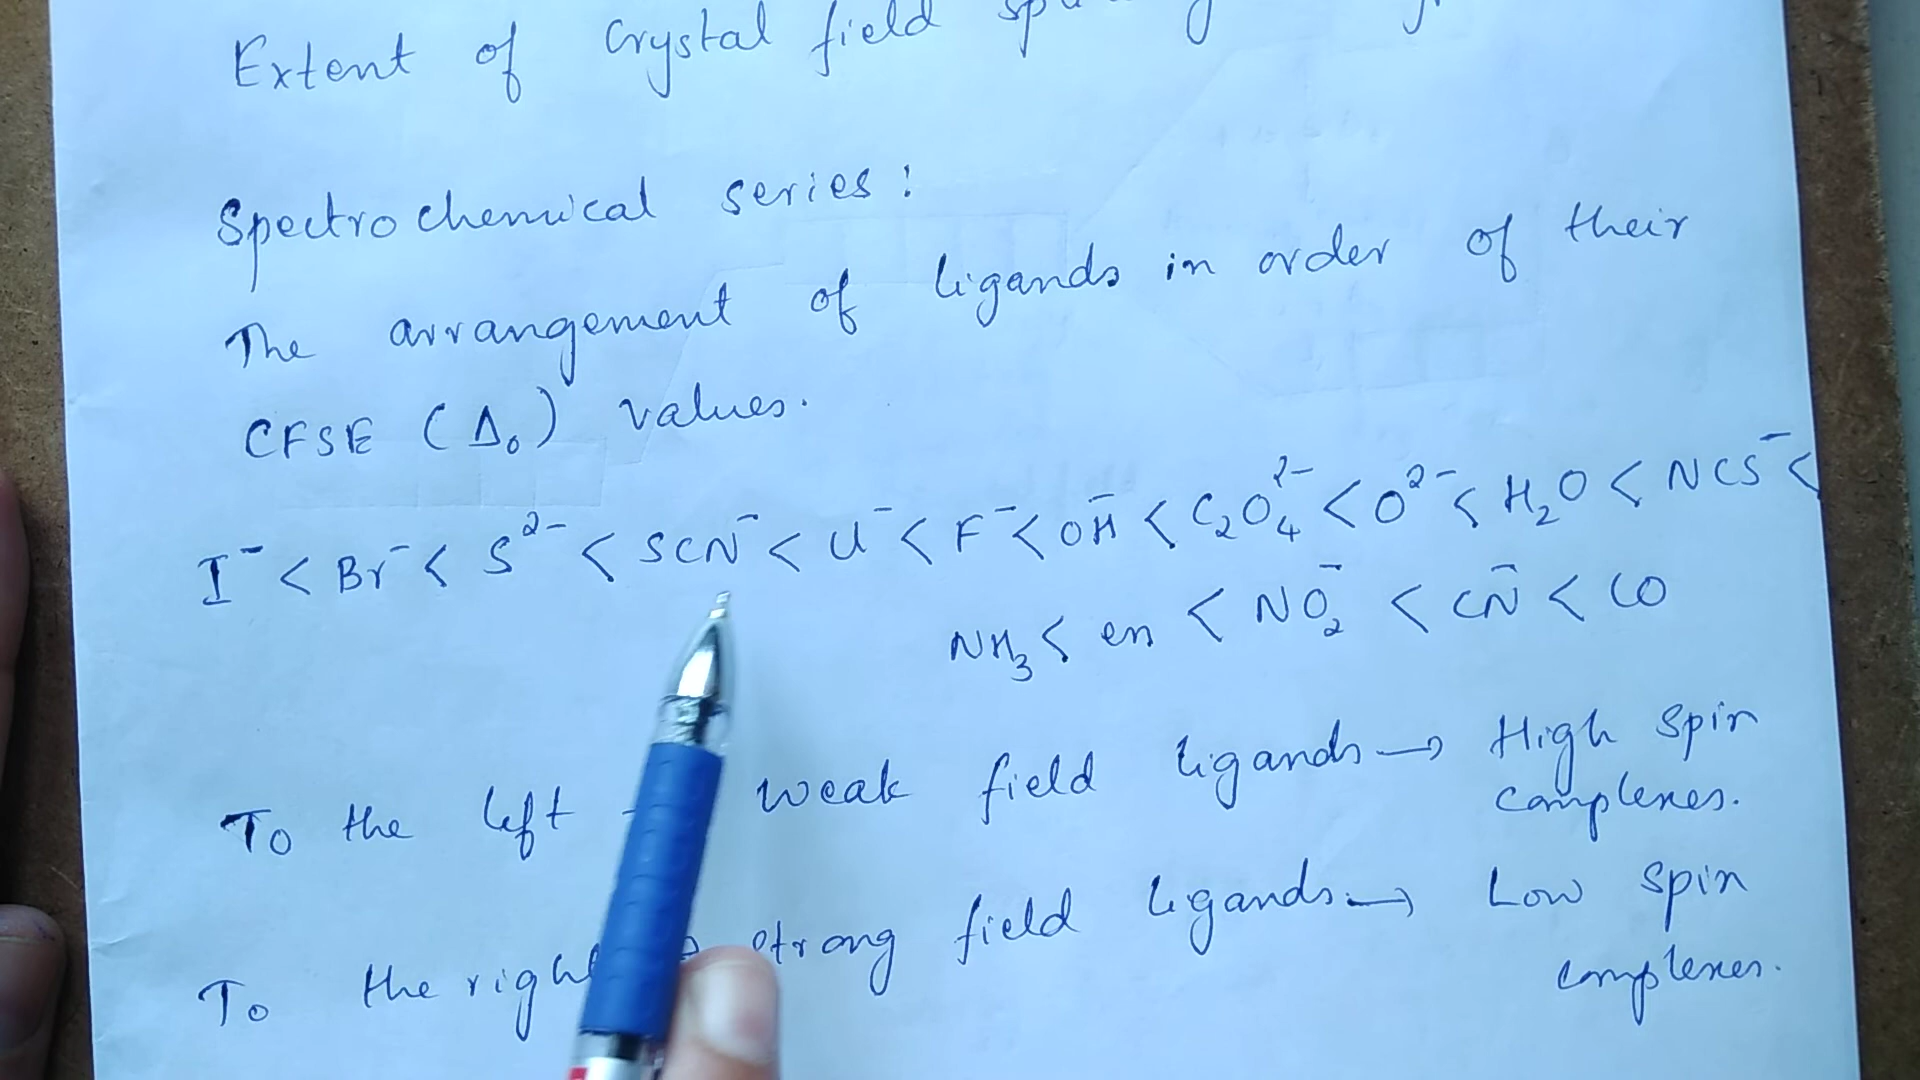 Extent of Crystal field
Spectrochemical series:
The arrangement of ligands in order of their
CFSE (Δ₀) values.
I⁻ < Br⁻ < S²⁻ < SCN⁻ < Cl⁻ < F⁻ < OH⁻ < C₂O₄²⁻ < O²⁻ < H₂O < NCS⁻ <
NH₃ < en < NO₂⁻ < CN⁻ < CO
To the left weak field ligands → High spin
complexes.
To the strong field ligands → Low spin
complexes.